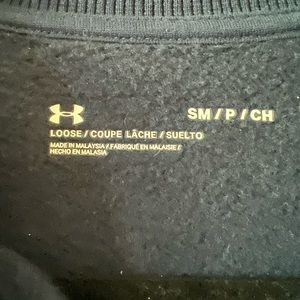 SM / P / CH
LOOSE / COUPE LÂCHE / SUELTO
MADE IN MALAYSIA / FABRIQUÉ EN MALAISIE /
HECHO EN MALASIA